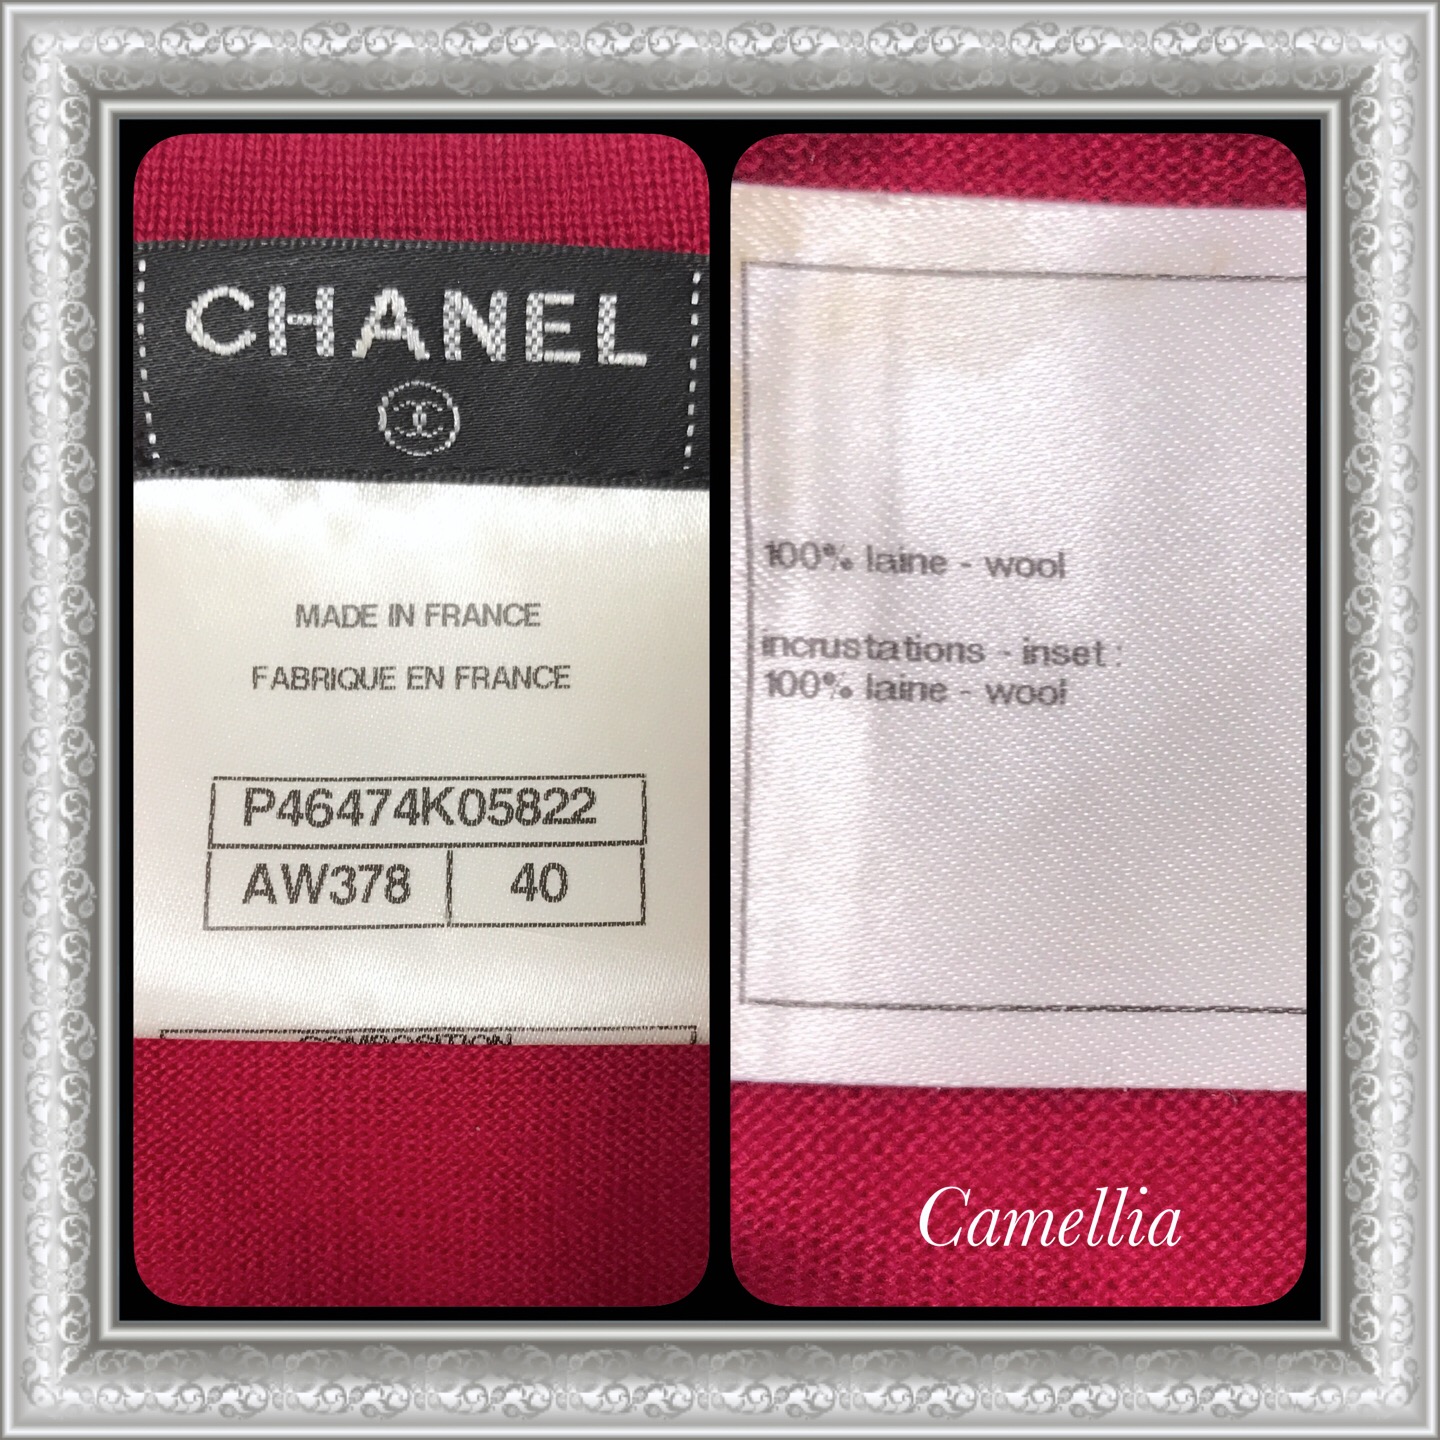 CHANEL
MADE IN FRANCE
FABRIQUE EN FRANCE
P46474K05822
AW378 40
COMPOSITION
100% laine - wool
incrustations - inset :
100% laine - wool
Camellia